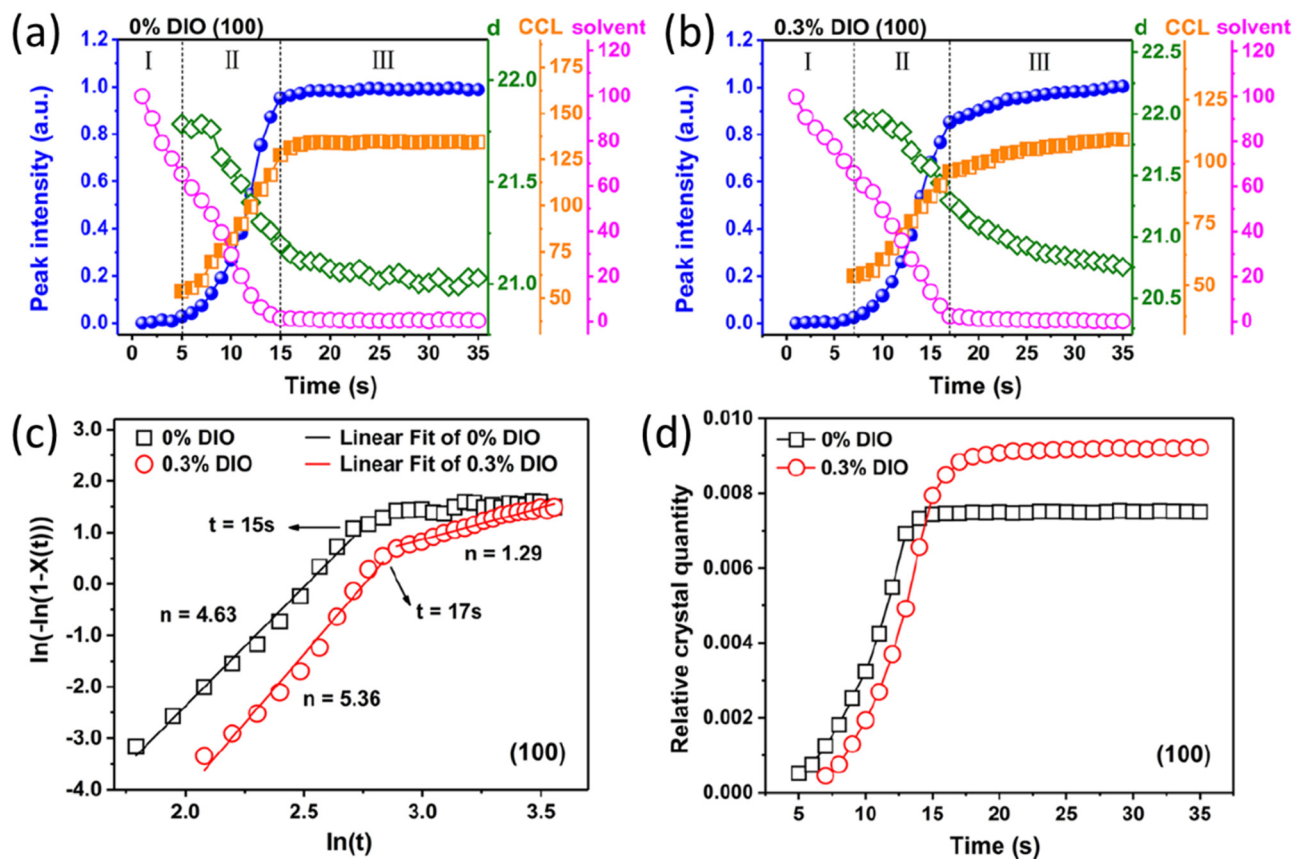 (a)
0% DIO (100)
d CCL solvent
I II III
Peak intensity (a.u.)
1.2
1.0
0.8
0.6
0.4
0.2
0.0
0 5 10 15 20 25 30 35
Time (s)
22.0
21.5
21.0
175
150
125
100
75
50
120
100
80
60
40
20
0
(b)
0.3% DIO (100)
d CCL solvent
I II III
Peak intensity (a.u.)
1.2
1.0
0.8
0.6
0.4
0.2
0.0
0 5 10 15 20 25 30 35
Time (s)
22.5
22.0
21.5
21.0
20.5
125
100
75
50
120
100
80
60
40
20
0
(c)
0% DIO Linear Fit of 0% DIO
0.3% DIO Linear Fit of 0.3% DIO
t = 15s
n = 1.29
t = 17s
n = 4.63
n = 5.36
(100)
ln(-ln(1-X(t)))
3.0
2.0
1.0
0.0
-1.0
-2.0
-3.0
-4.0
2.0 2.5 3.0 3.5
ln(t)
(d)
0% DIO
0.3% DIO
(100)
Relative crystal quantity
0.010
0.008
0.006
0.004
0.002
0.000
5 10 15 20 25 30 35
Time (s)